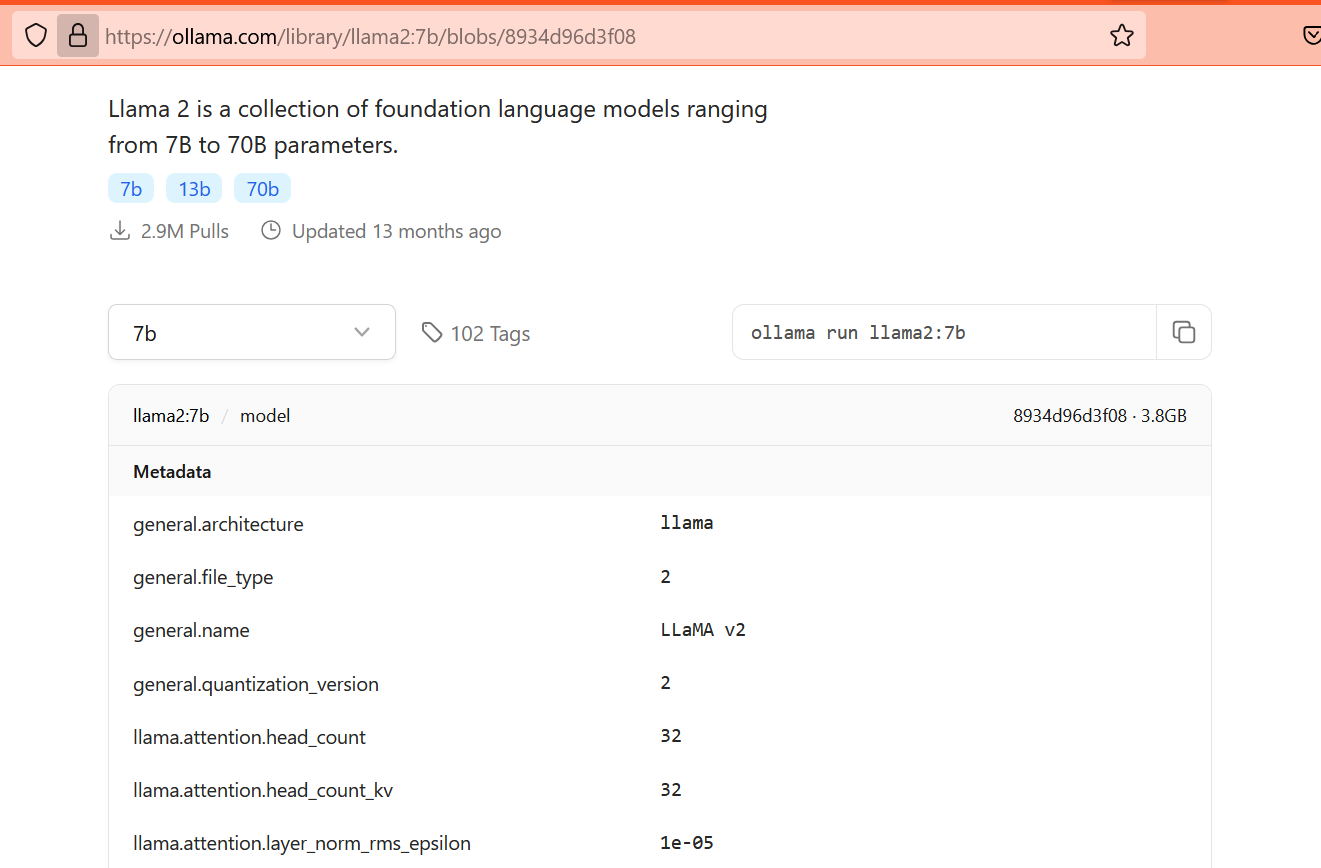 https://ollama.com/library/llama2:7b/blobs/8934d96d3f08
Llama 2 is a collection of foundation language models ranging
from 7B to 70B parameters.
7b 13b 70b
2.9M Pulls Updated 13 months ago
7b 102 Tags ollama run llama2:7b
llama2:7b / model 8934d96d3f08 · 3.8GB
Metadata
general.architecture llama
general.file_type 2
general.name LLaMA v2
general.quantization_version 2
llama.attention.head_count 32
llama.attention.head_count_kv 32
llama.attention.layer_norm_rms_epsilon 1e-05